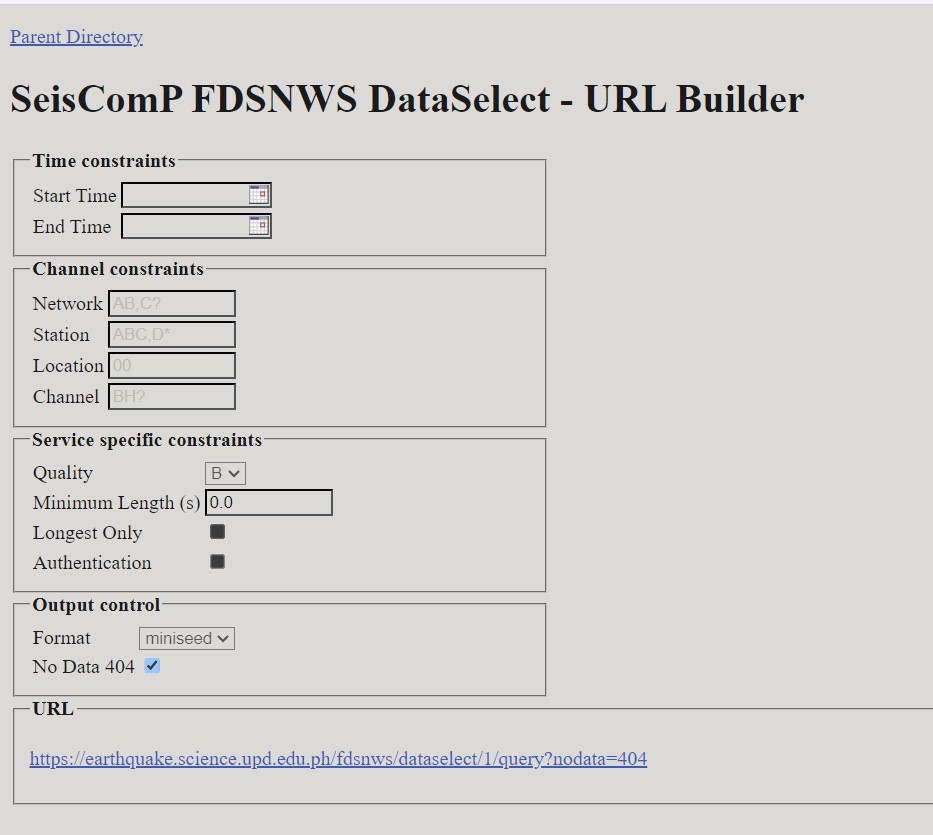 Parent Directory
SeisComP FDSNWS DataSelect - URL Builder
Time constraints
Start Time
End Time
Channel constraints
Network AB,C?
Station ABC,D*
Location 00
Channel BH?
Service specific constraints
Quality B
Minimum Length (s) 0.0
Longest Only
Authentication
Output control
Format miniseed
No Data 404
URL
https://earthquake.science.upd.edu.ph/fdsnws/dataselect/1/query?nodata=404